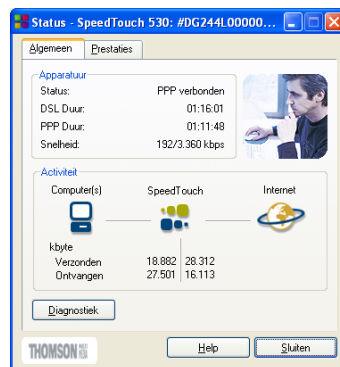 Status - SpeedTouch 530: #DG244L00000...
Algemeen Prestaties
Apparatuur
Status: PPP verbonden
DSL Duur: 01:16:01
PPP Duur: 01:11:48
Snelheid: 192/3.360 kbps
Activiteit
Computer(s) SpeedTouch Internet
kbyte
Verzonden 18.882 28.312
Ontvangen 27.501 16.113
Diagnostiek
THOMSON Help Sluiten